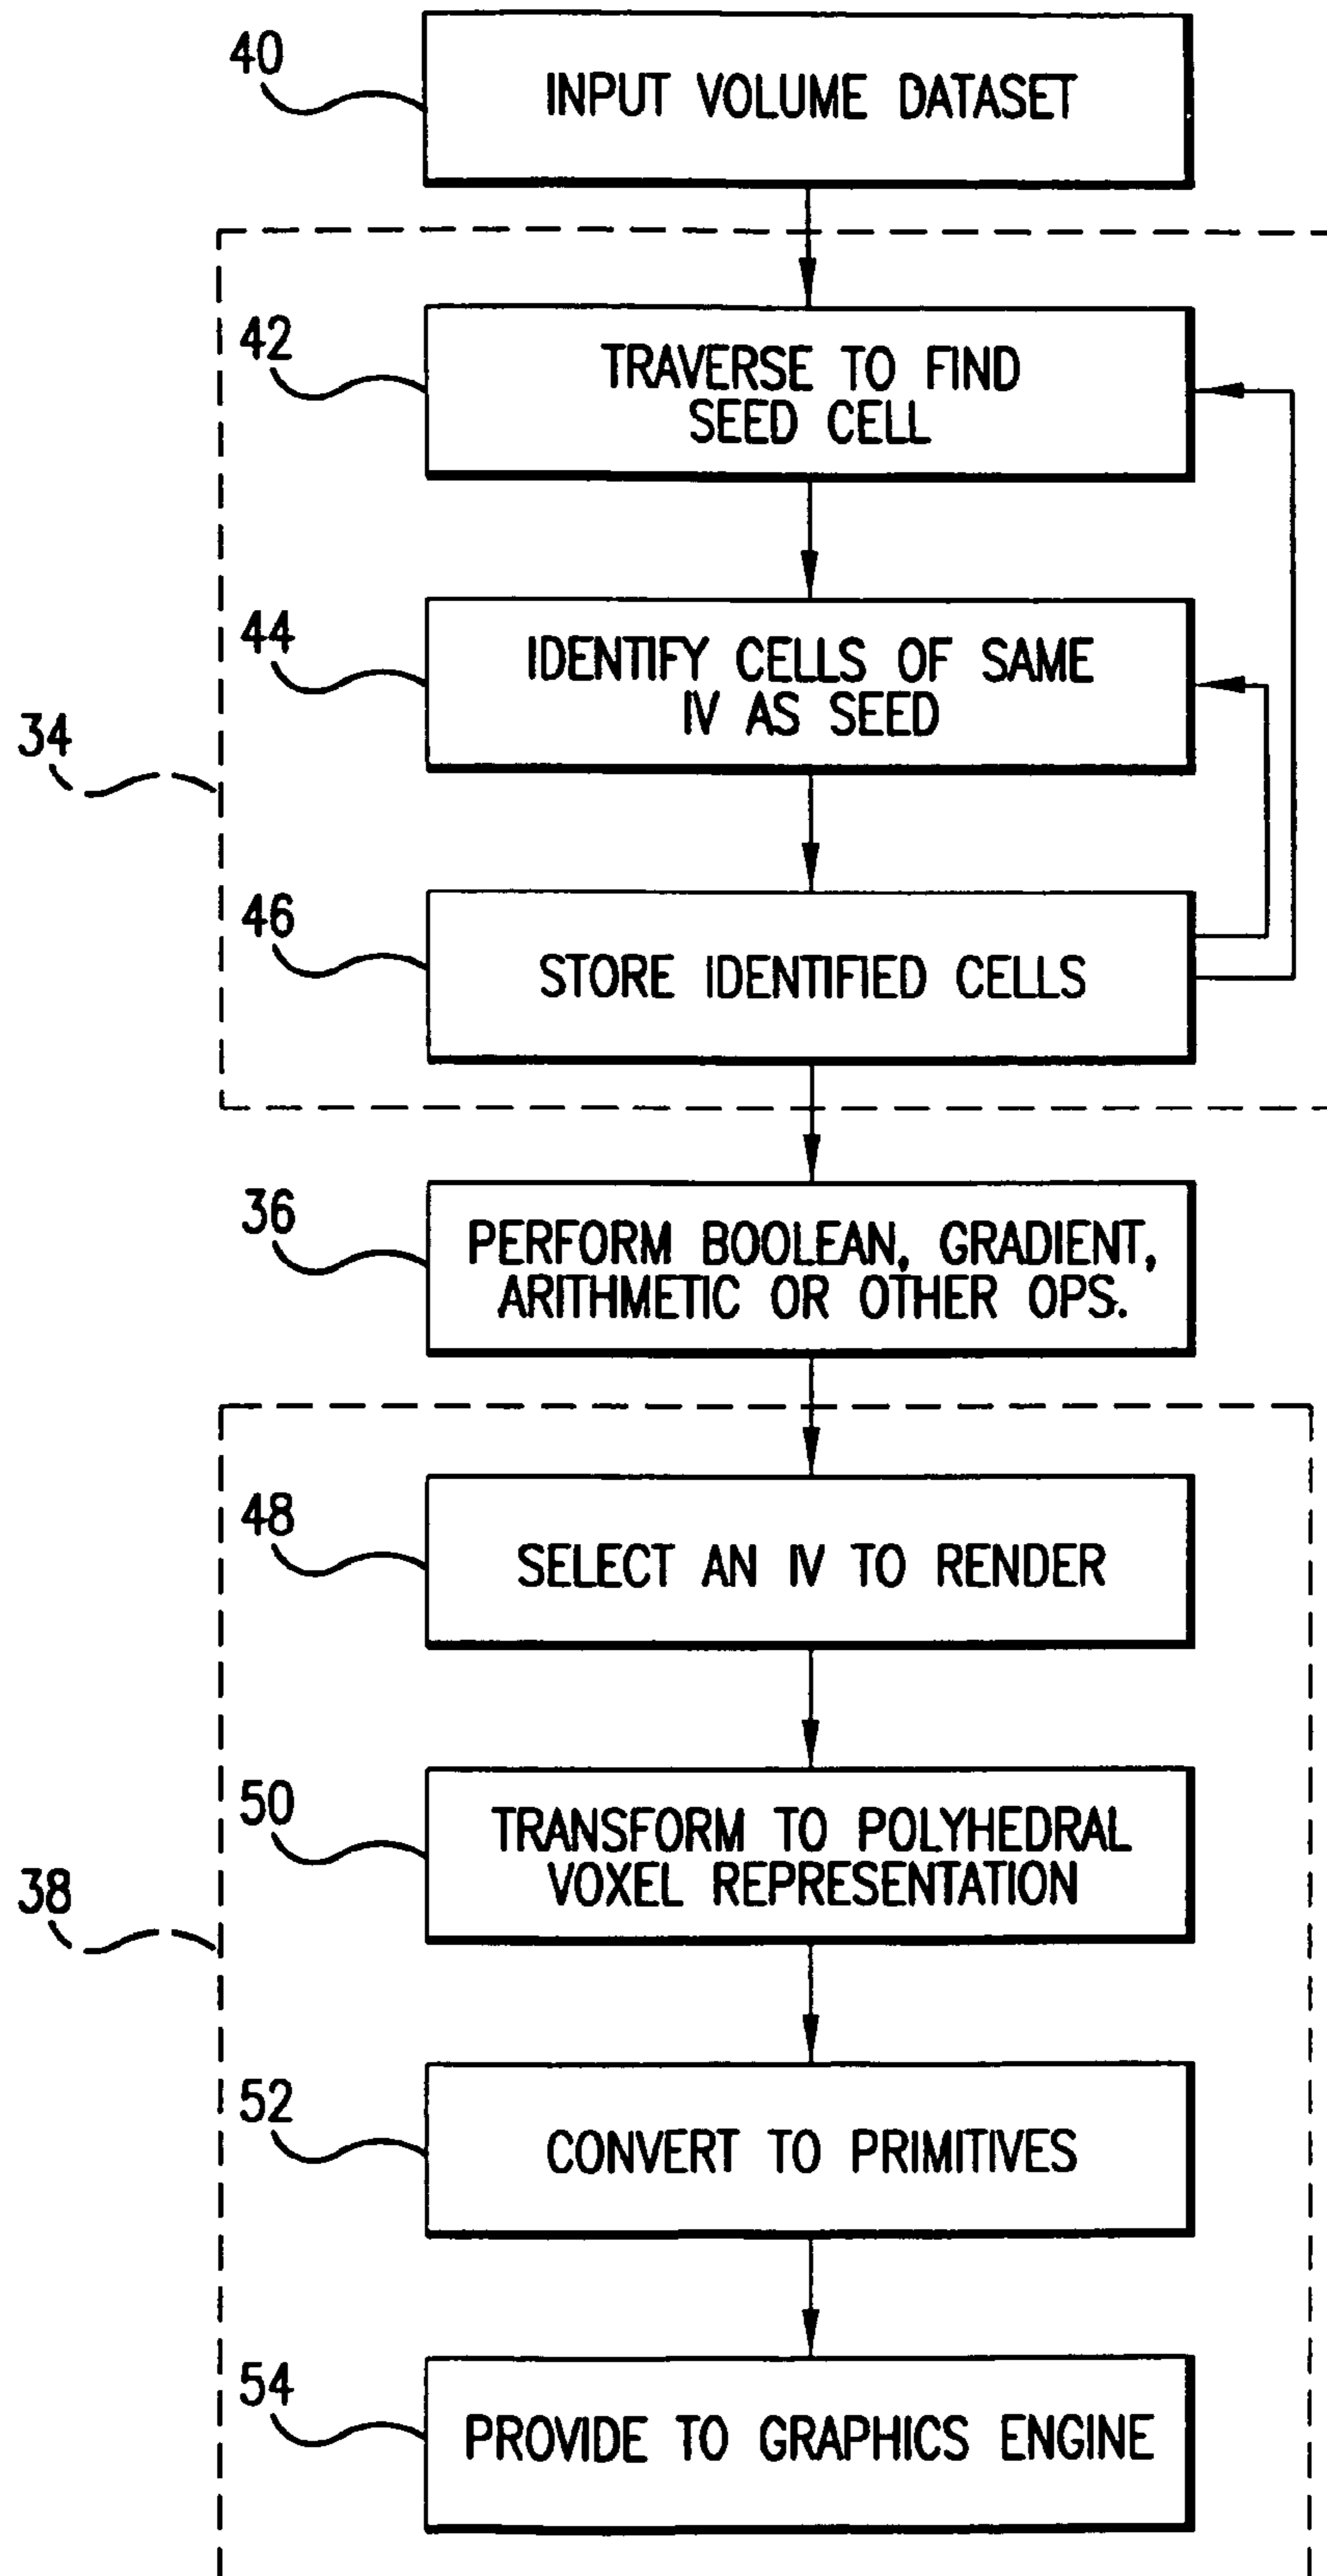 40
INPUT VOLUME DATASET
42
TRAVERSE TO FIND
SEED CELL
44
IDENTIFY CELLS OF SAME
IV AS SEED
34
46
STORE IDENTIFIED CELLS
36
PERFORM BOOLEAN, GRADIENT,
ARITHMETIC OR OTHER OPS.
48
SELECT AN IV TO RENDER
50
TRANSFORM TO POLYHEDRAL
VOXEL REPRESENTATION
38
52
CONVERT TO PRIMITIVES
54
PROVIDE TO GRAPHICS ENGINE